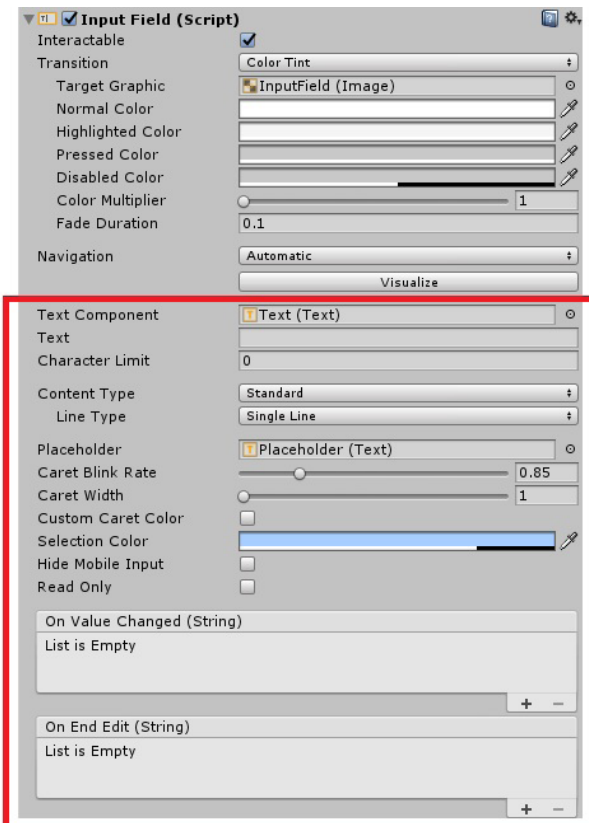 Input Field (Script)
Interactable
Transition Color Tint
Target Graphic InputField (Image)
Normal Color
Highlighted Color
Pressed Color
Disabled Color
Color Multiplier 1
Fade Duration 0.1
Navigation Automatic
Visualize
Text Component Text (Text)
Text
Character Limit 0
Content Type Standard
Line Type Single Line
Placeholder Placeholder (Text)
Caret Blink Rate 0.85
Caret Width 1
Custom Caret Color
Selection Color
Hide Mobile Input
Read Only
On Value Changed (String)
List is Empty
+ −
On End Edit (String)
List is Empty
+ −